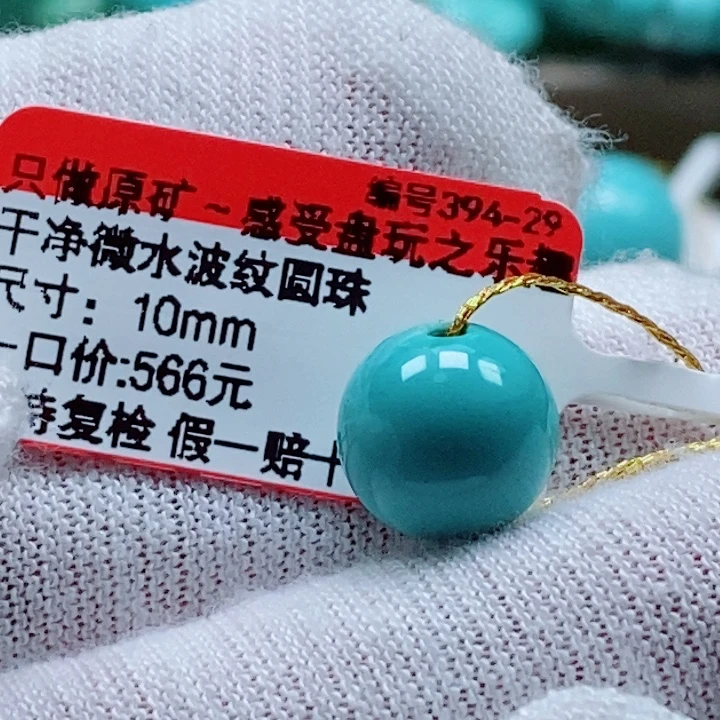 编号394-29
只做原矿~感受盘玩之乐趣
干净微水波纹圆珠
尺寸：10mm
一口价:566元
持复检 假一赔十